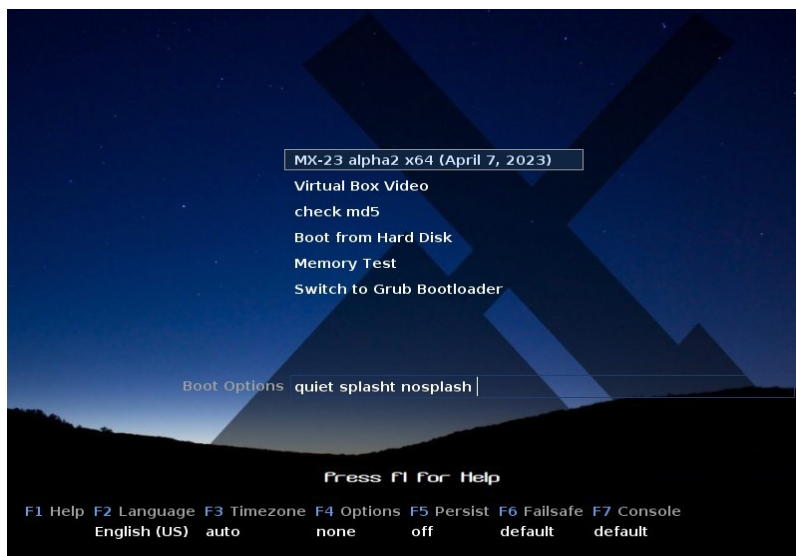 MX-23 alpha2 x64 (April 7, 2023)
Virtual Box Video
check md5
Boot from Hard Disk
Memory Test
Switch to Grub Bootloader
Boot Options quiet splasht nosplash
Press F1 for Help
F1 Help F2 Language F3 Timezone F4 Options F5 Persist F6 Failsafe F7 Console
English (US) auto none off default default